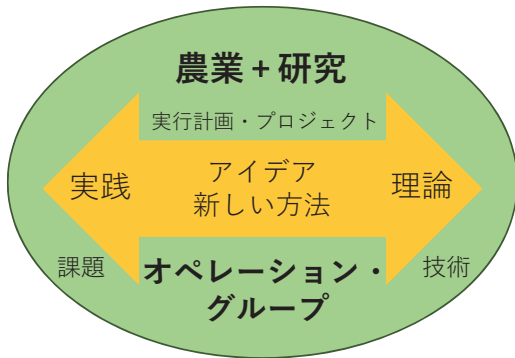 農業 + 研究
実行計画・プロジェクト
実践
アイデア
新しい方法
理論
課題
オペレーション・
グループ
技術